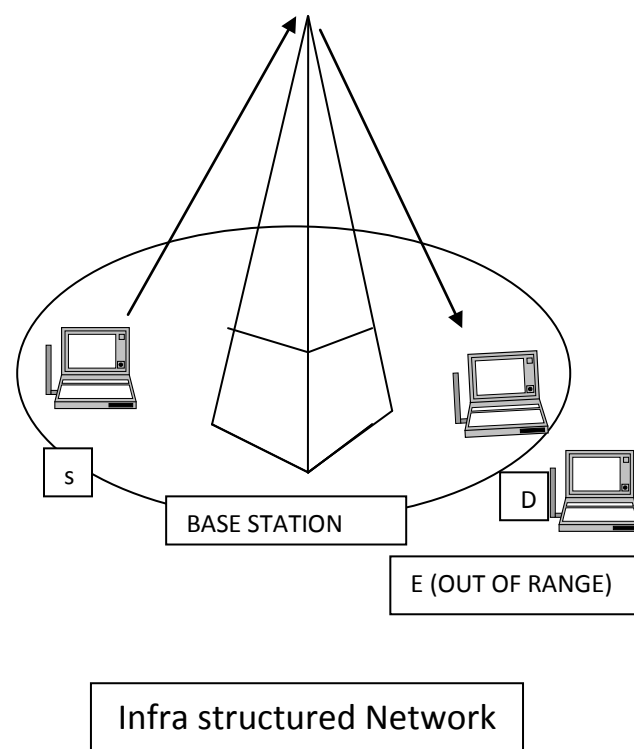 s
BASE STATION
D
E (OUT OF RANGE)
Infra structured Network